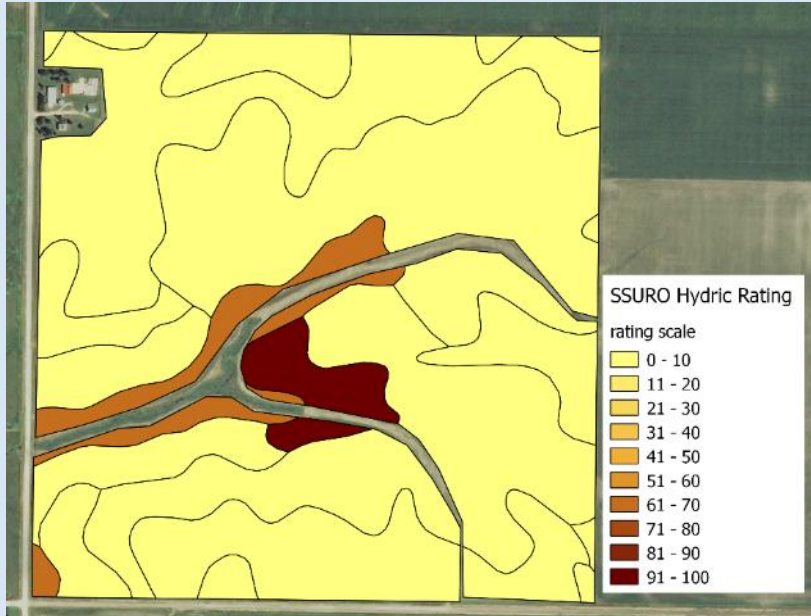 SSURO Hydric Rating
rating scale
0 - 10
11 - 20
21 - 30
31 - 40
41 - 50
51 - 60
61 - 70
71 - 80
81 - 90
91 - 100